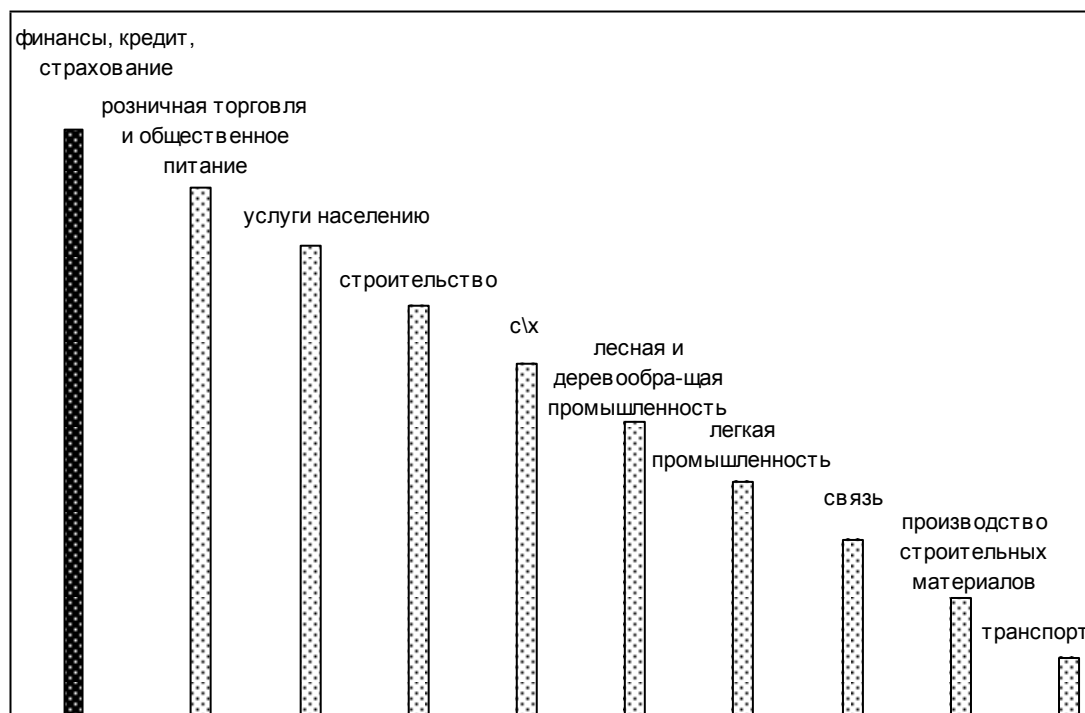 финансы, кредит,
страхование
розничная торговля
и общественное
питание
услуги населению
строительство
с\х
лесная и
деревообра-щая
промышленность
легкая
промышленность
связь
производство
строительных
материалов
транспорт